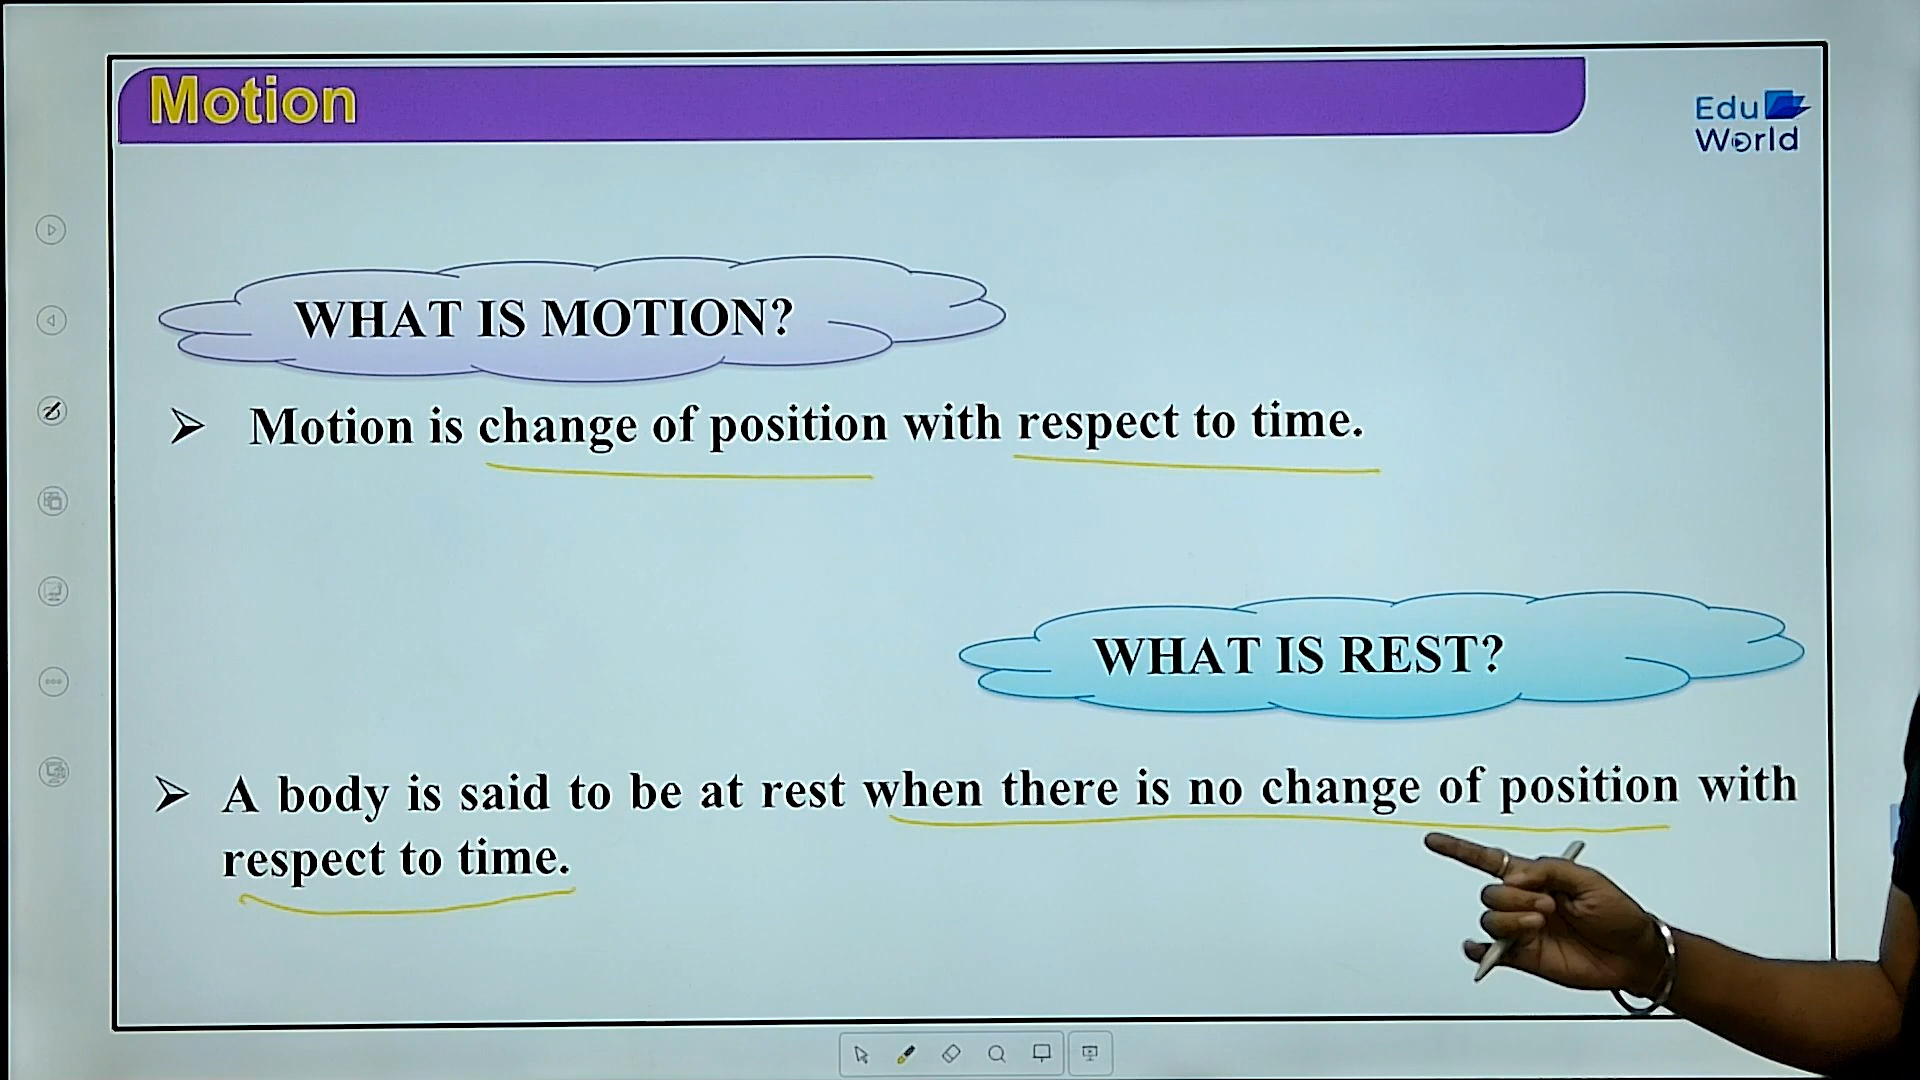 Motion
Edu
World
WHAT IS MOTION?
Motion is change of position with respect to time.
WHAT IS REST?
A body is said to be at rest when there is no change of position with
respect to time.